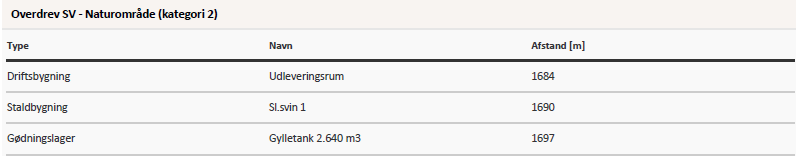 Overdrev SV - Naturområde (kategori 2)
Type Navn Afstand [m]
Driftsbygning Udleveringsrum 1684
Staldbygning Sl.svin 1 1690
Gødningslager Gylletank 2.640 m3 1697